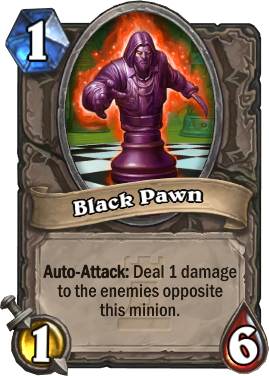 1
Black Pawn
Auto-Attack: Deal 1 damage
to the enemies opposite
this minion.
1
6